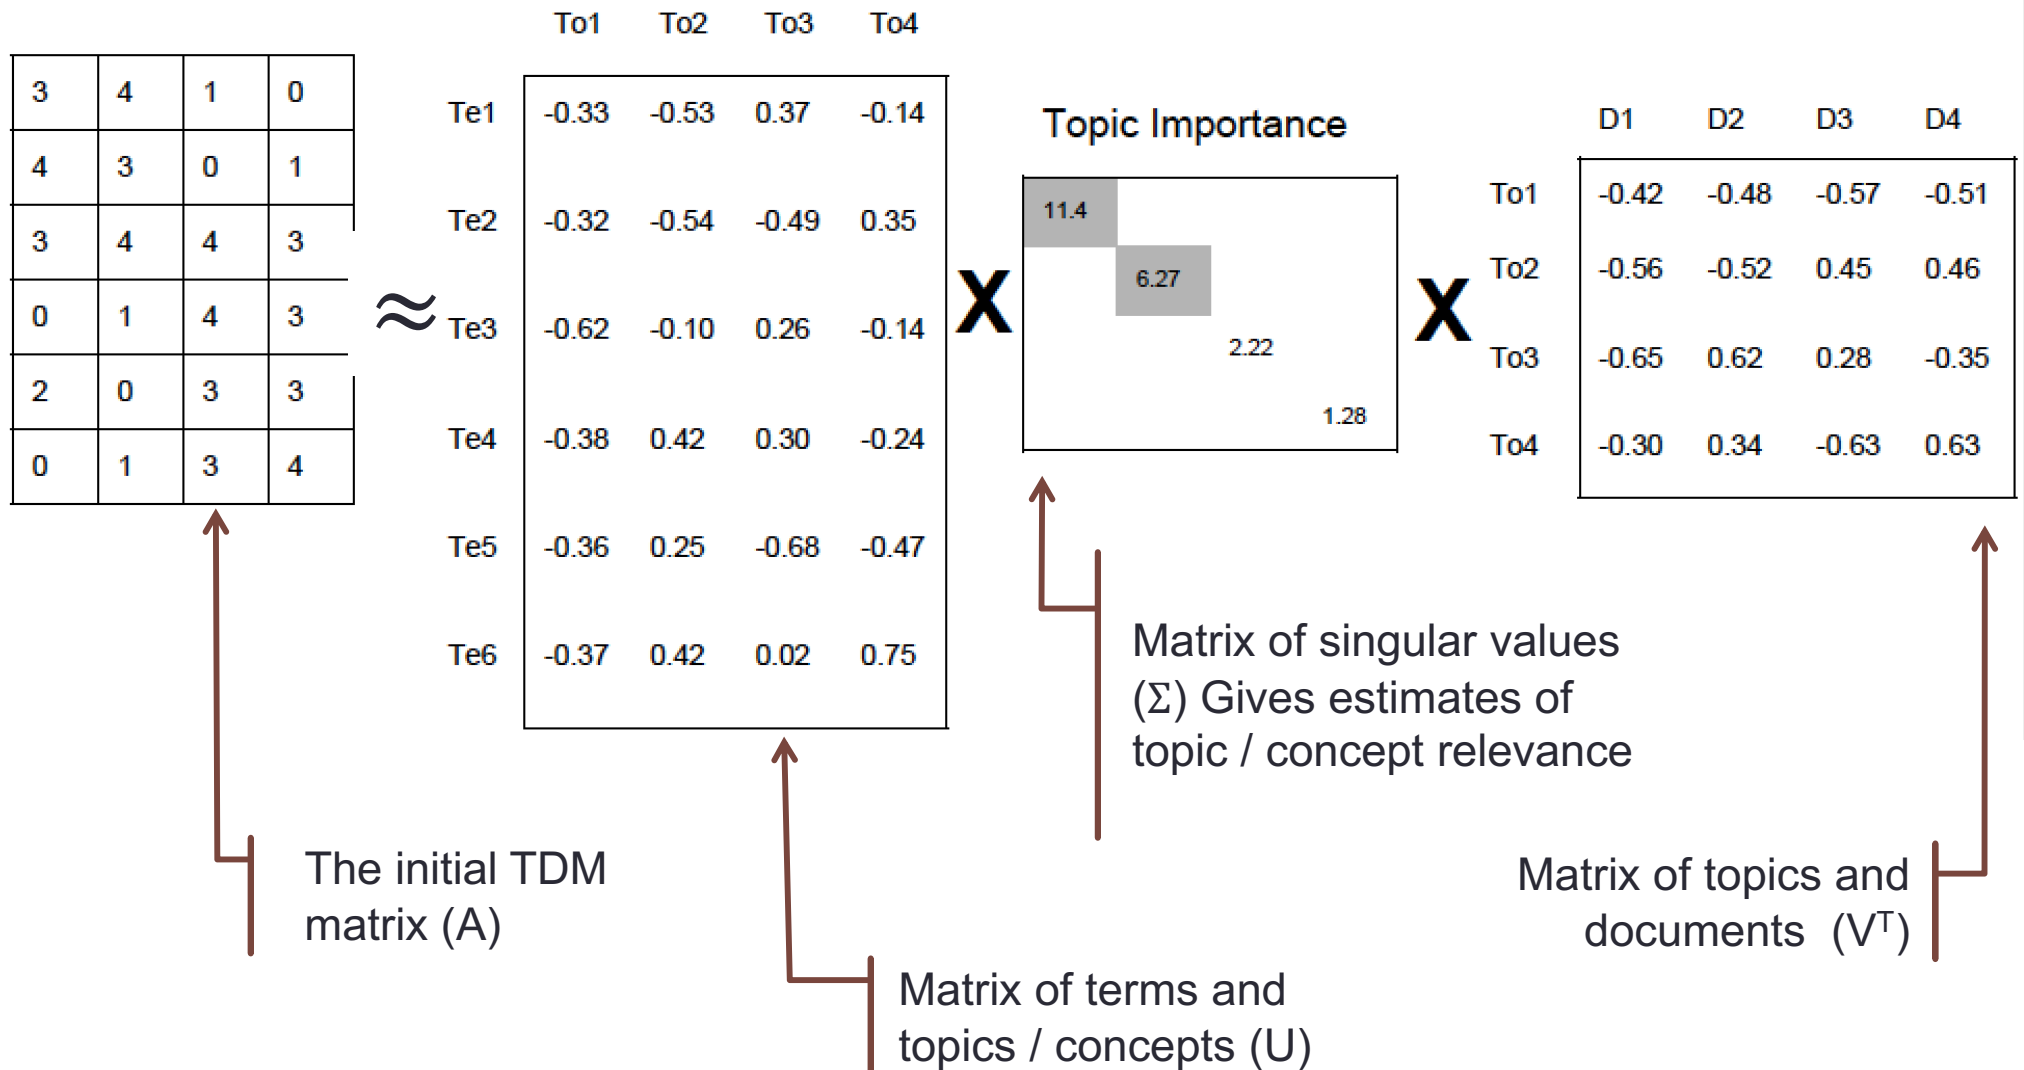 To1 To2 To3 To4
3 4 1 0
4 3 0 1
3 4 4 3
0 1 4 3
2 0 3 3
0 1 3 4
≈
Te1 -0.33 -0.53 0.37 -0.14
Te2 -0.32 -0.54 -0.49 0.35
Te3 -0.62 -0.10 0.26 -0.14
Te4 -0.38 0.42 0.30 -0.24
Te5 -0.36 0.25 -0.68 -0.47
Te6 -0.37 0.42 0.02 0.75
X
Topic Importance
11.4
6.27
2.22
1.28
X
D1 D2 D3 D4
To1 -0.42 -0.48 -0.57 -0.51
To2 -0.56 -0.52 0.45 0.46
To3 -0.65 0.62 0.28 -0.35
To4 -0.30 0.34 -0.63 0.63
The initial TDM
matrix (A)
Matrix of terms and
topics / concepts (U)
Matrix of singular values
(Σ) Gives estimates of
topic / concept relevance
Matrix of topics and
documents (Vᵀ)